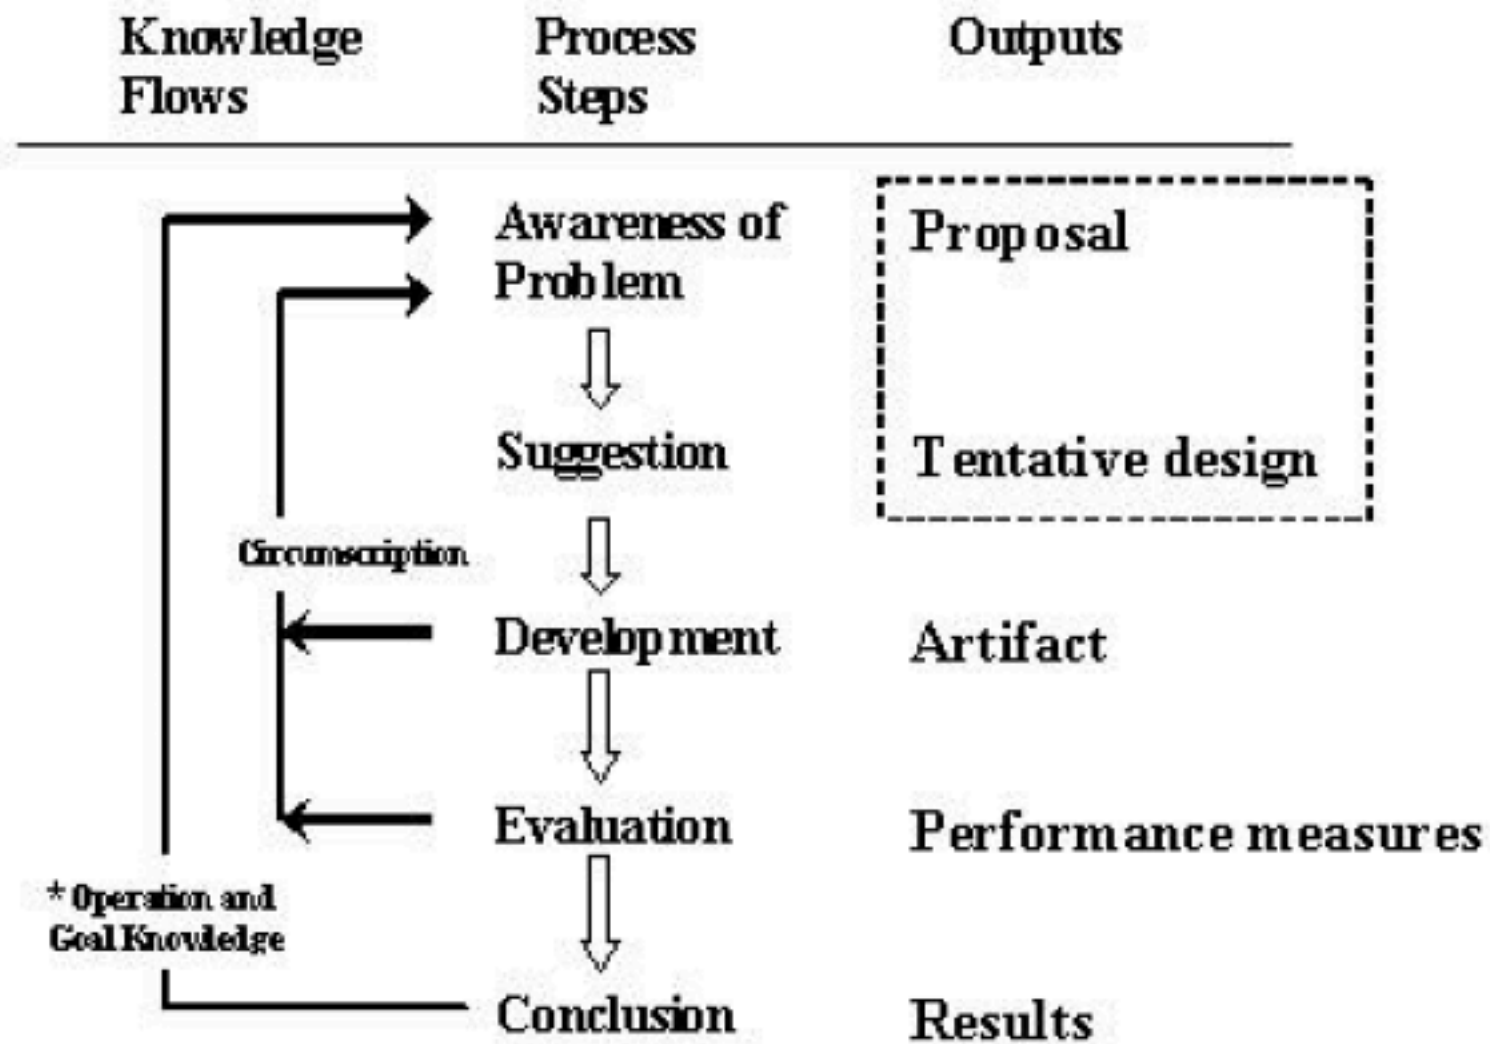 Knowledge
Flows
Process
Steps
Outputs
Awareness of
Problem
Proposal
Suggestion
Tentative design
Circumscription
Development
Artifact
Evaluation
Performance measures
* Operation and
Goal Knowledge
Conclusion
Results